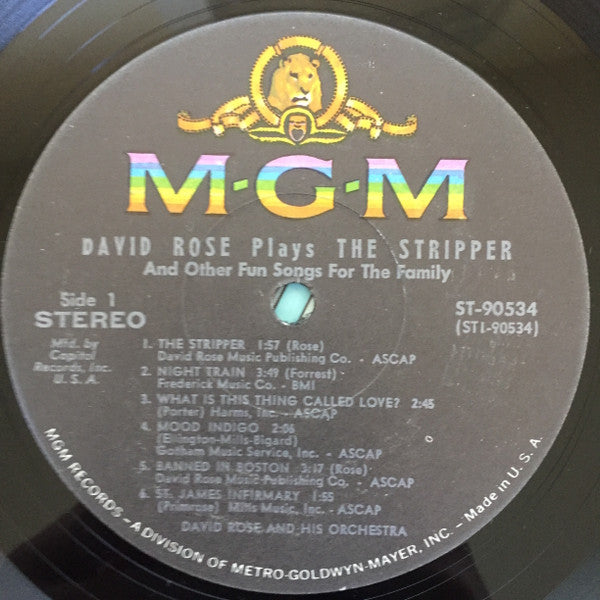 M-G-M
DAVID ROSE Plays THE STRIPPER
And Other Fun Songs For The Family
Side 1
STEREO
ST-90534
(ST1-90534)
Mfd. by
Capitol
Records, Inc.
U. S. A.
1. THE STRIPPER 1:57 (Rose)
David Rose Music Publishing Co. - ASCAP
2. NIGHT TRAIN 3:49 (Forrest)
Frederick Music Co. - BMI
3. WHAT IS THIS THING CALLED LOVE? 2:45
(Porter) Harms, Inc. - ASCAP
4. MOOD INDIGO 2:06
(Ellington-Mills-Bigard)
Gotham Music Service, Inc. - ASCAP
5. BANNED IN BOSTON 3:17 (Rose)
David Rose Music Publishing Co. - ASCAP
6. ST. JAMES INFIRMARY 1:55
(Primrose) Mills Music, Inc. - ASCAP
DAVID ROSE AND HIS ORCHESTRA
MGM RECORDS - A DIVISION OF METRO-GOLDWYN-MAYER, INC. - Made in U. S. A.